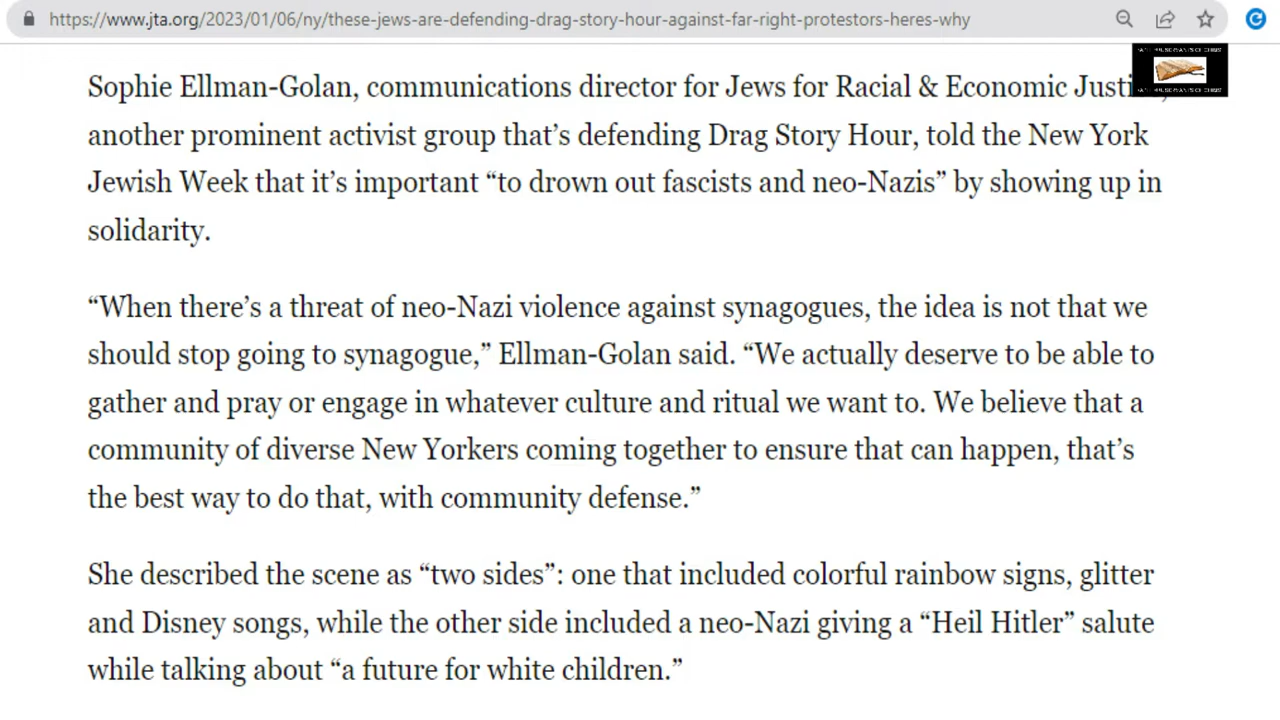 https://www.jta.org/2023/01/06/ny/these-jews-are-defending-drag-story-hour-against-far-right-protestors-heres-why
Sophie Ellman-Golan, communications director for Jews for Racial & Economic
another prominent activist group that’s defending Drag Story Hour, told the New York
Jewish Week that it’s important “to drown out fascists and neo-Nazis” by showing up in
solidarity.
“When there’s a threat of neo-Nazi violence against synagogues, the idea is not that we
should stop going to synagogue,” Ellman-Golan said. “We actually deserve to be able to
gather and pray or engage in whatever culture and ritual we want to. We believe that a
community of diverse New Yorkers coming together to ensure that can happen, that’s
the best way to do that, with community defense.”
She described the scene as “two sides”: one that included colorful rainbow signs, glitter
and Disney songs, while the other side included a neo-Nazi giving a “Heil Hitler” salute
while talking about “a future for white children.”